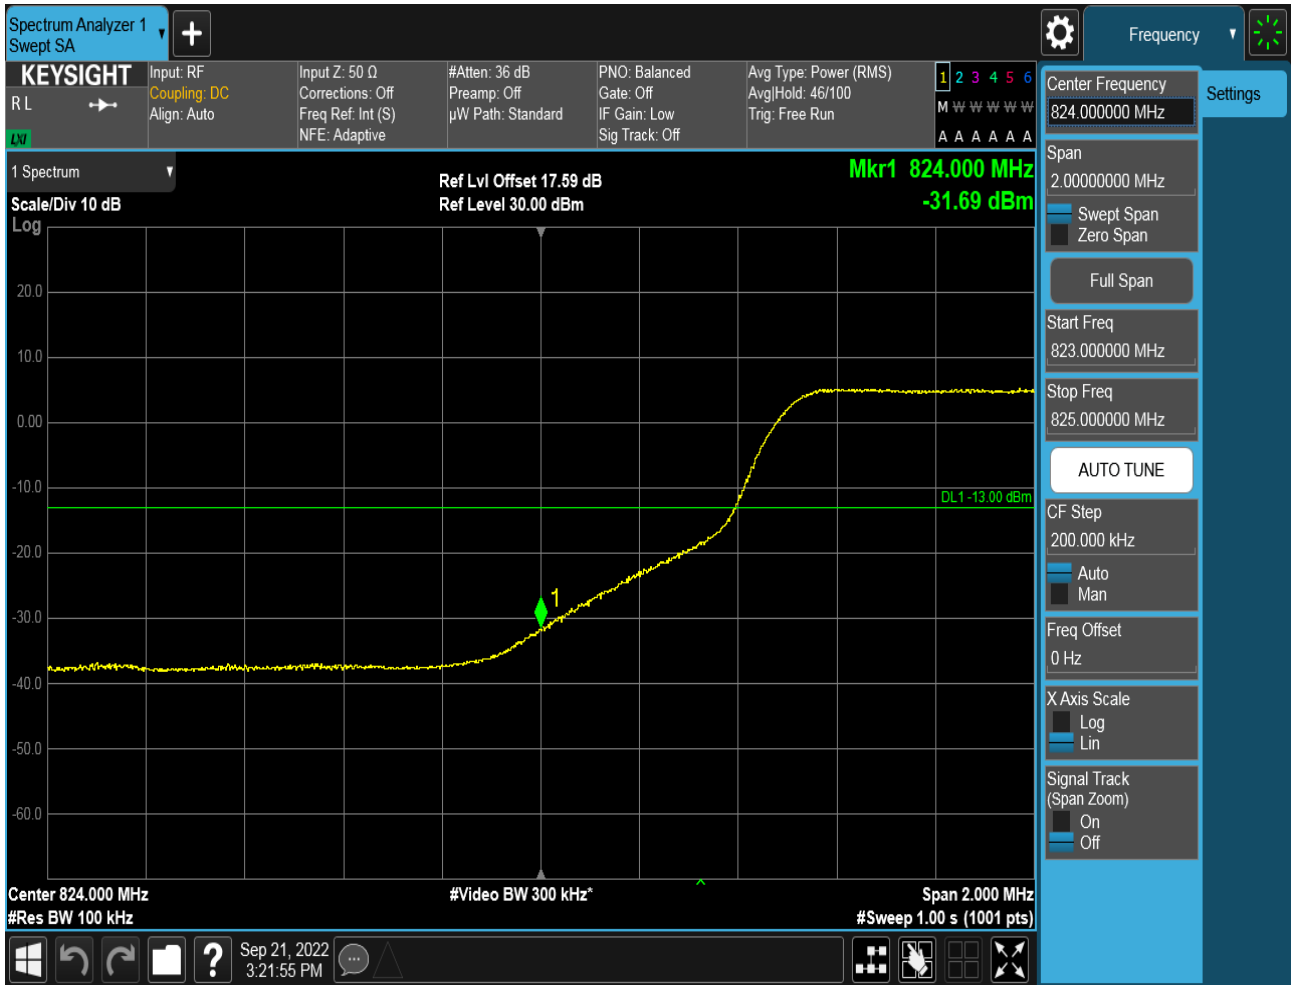 Spectrum Analyzer 1
Swept SA
Frequency
KEYSIGHT
R L
LXI
Input: RF
Coupling: DC
Align: Auto
Input Z: 50 Ω
Corrections: Off
Freq Ref: Int (S)
NFE: Adaptive
#Atten: 36 dB
Preamp: Off
µW Path: Standard
PNO: Balanced
Gate: Off
IF Gain: Low
Sig Track: Off
Avg Type: Power (RMS)
Avg|Hold: 46/100
Trig: Free Run
1 2 3 4 5 6
M W W W W W
A A A A A A
1 Spectrum
Scale/Div 10 dB
Log
Ref Lvl Offset 17.59 dB
Ref Level 30.00 dBm
Mkr1 824.000 MHz
-31.69 dBm
20.0
10.0
0.00
-10.0
-20.0
-30.0
-40.0
-50.0
-60.0
DL1 -13.00 dBm
1
Center 824.000 MHz
#Res BW 100 kHz
#Video BW 300 kHz*
Span 2.000 MHz
#Sweep 1.00 s (1001 pts)
Center Frequency
824.000000 MHz
Settings
Span
2.00000000 MHz
Swept Span
Zero Span
Full Span
Start Freq
823.000000 MHz
Stop Freq
825.000000 MHz
AUTO TUNE
CF Step
200.000 kHz
Auto
Man
Freq Offset
0 Hz
X Axis Scale
Log
Lin
Signal Track
(Span Zoom)
On
Off
?
Sep 21, 2022
3:21:55 PM